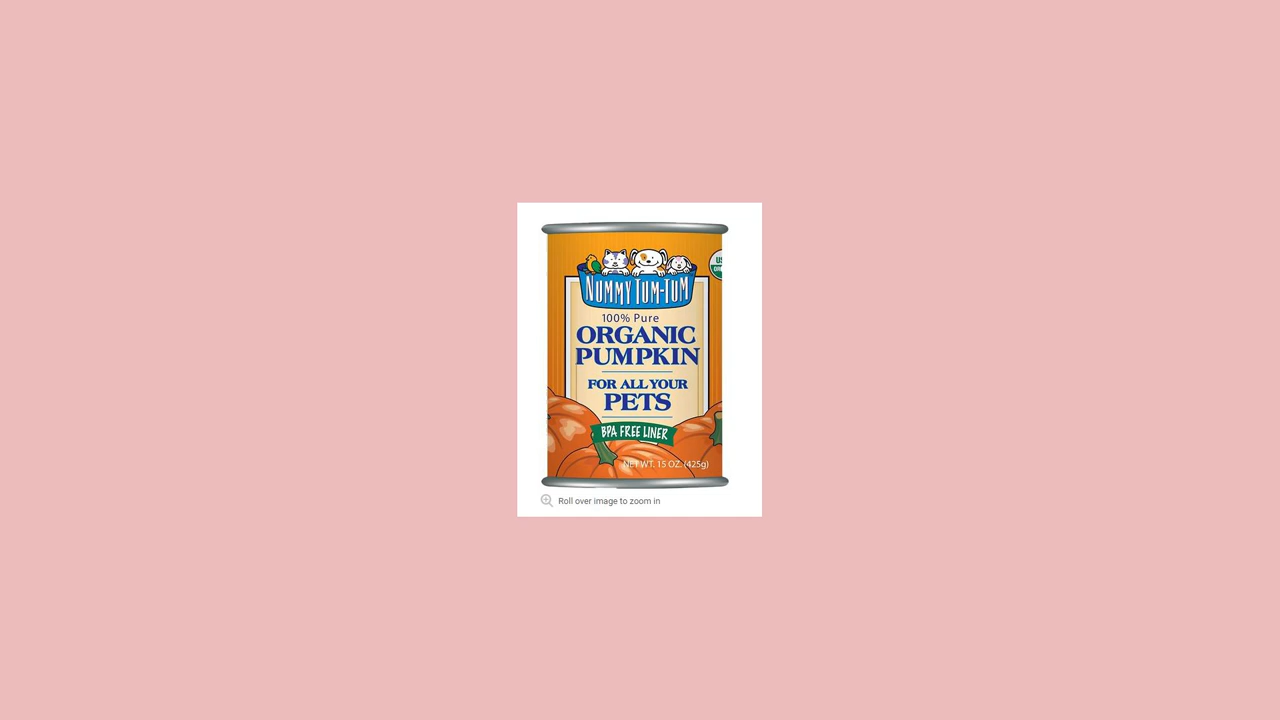 NUMMY TUM-TUM
100% Pure
ORGANIC
PUMPKIN
FOR ALL YOUR
PETS
BPA FREE LINER
NET WT. 15 OZ. (425g)
Roll over image to zoom in